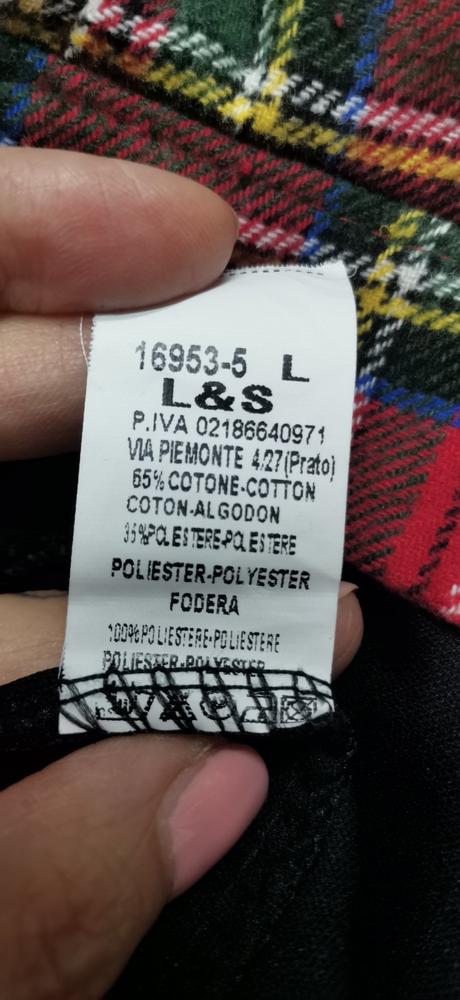 16953-5 L
L&S
P.IVA 02186640971
VIA PIEMONTE 4/27(Prato)
65% COTONE-COTTON
COTON-ALGODON
35%POLIESTERE-POLIESTERE
POLIESTER-POLYESTER
FODERA
100%POLIESTERE-POLIESTERE
POLIESTER-POLYESTER